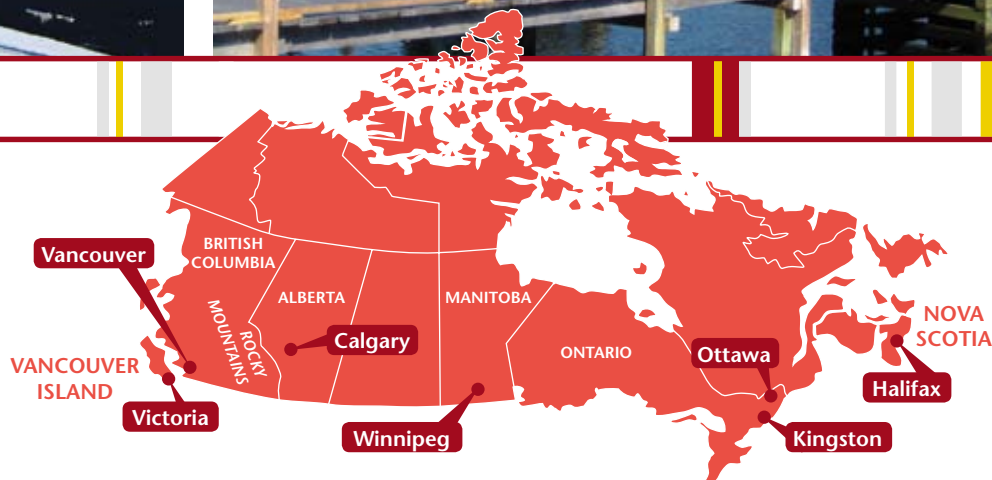 BRITISH
COLUMBIA
Vancouver
ALBERTA
MANITOBA
ROCKY
MOUNTAINS
Calgary
NOVA
SCOTIA
ONTARIO
Ottawa
VANCOUVER
ISLAND
Halifax
Victoria
Winnipeg
Kingston